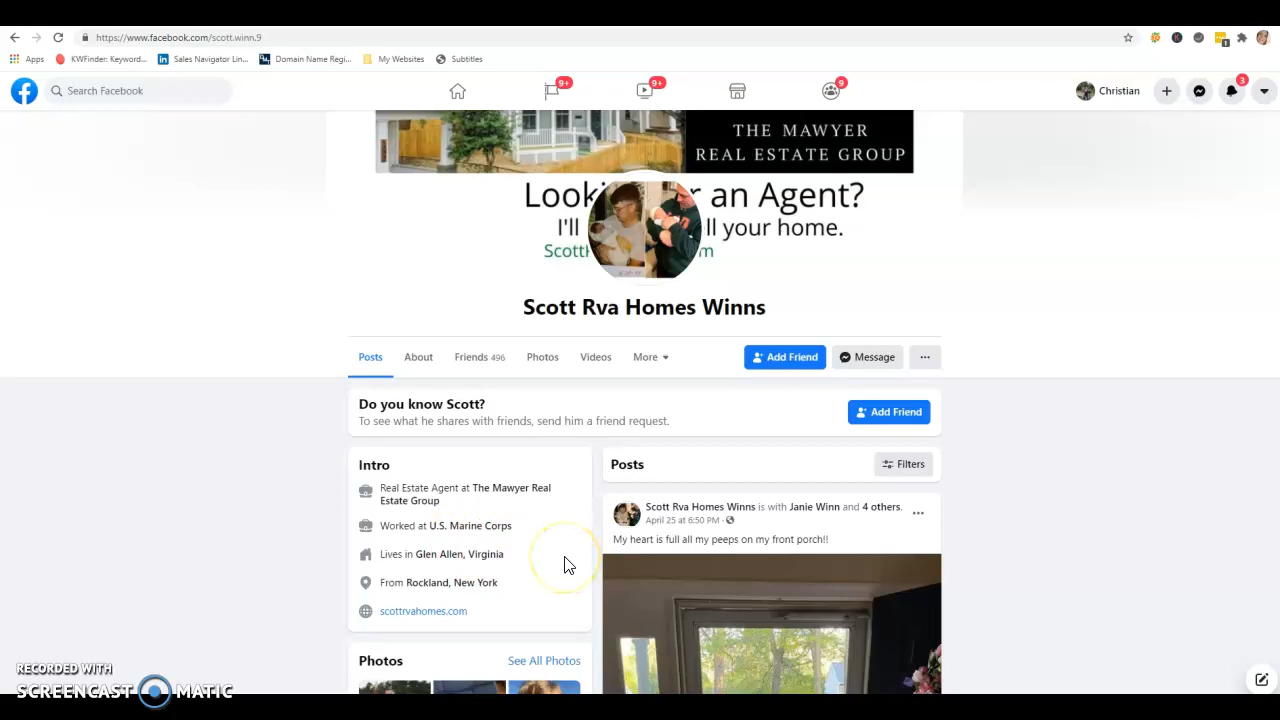 https://www.facebook.com/scott.winn.9
Apps
KWFinder: Keyword...
Sales Navigator Lin...
Domain Name Regi...
My Websites
Subtitles
Search Facebook
9+
9+
9
Christian
3
THE MAWYER
REAL ESTATE GROUP
an Agent?
I'll
ll your home.
Scott
m
Scott Rva Homes Winns
Posts
About
Friends 496
Photos
Videos
More
Add Friend
Message
Do you know Scott?
To see what he shares with friends, send him a friend request.
Add Friend
Intro
Real Estate Agent at The Mawyer Real
Estate Group
Worked at U.S. Marine Corps
Lives in Glen Allen, Virginia
From Rockland, New York
scottrvahomes.com
Photos
See All Photos
Posts
Filters
Scott Rva Homes Winns is with Janie Winn and 4 others.
April 25 at 6:50 PM ·
My heart is full all my peeps on my front porch!!
RECORDED WITH
SCREENCAST MATIC